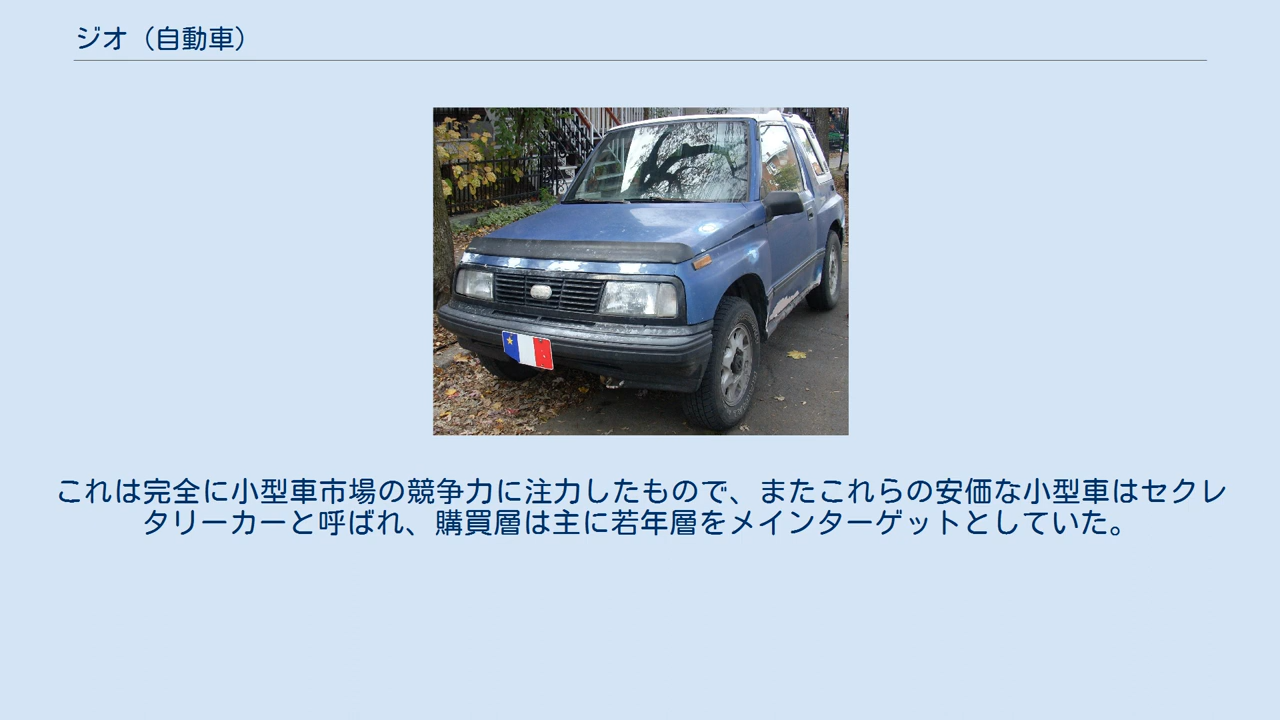 ジオ（自動車）
これは完全に小型車市場の競争力に注力したもので、またこれらの安価な小型車はセクレ
タリーカーと呼ばれ、購買層は主に若年層をメインターゲットとしていた。